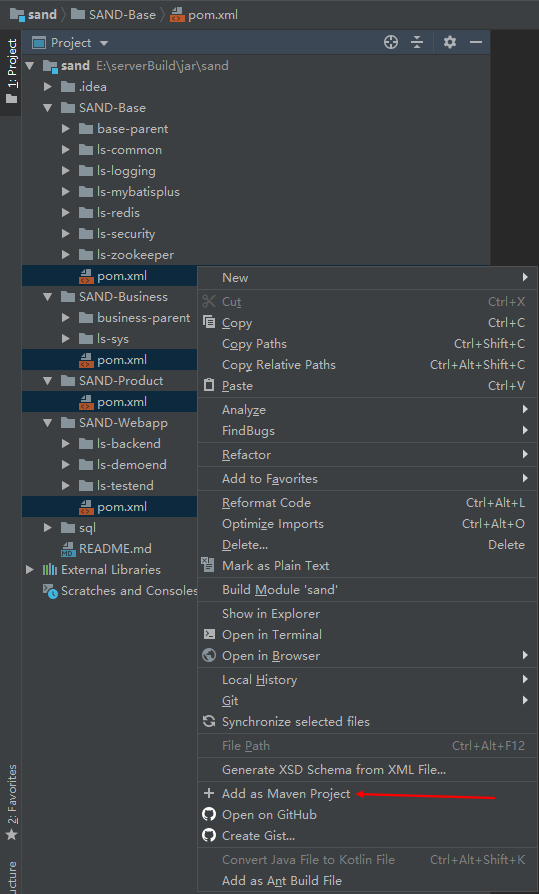 sand SAND-Base pom.xml
1: Project
Project
sand E:\serverBuild\jar\sand
.idea
SAND-Base
base-parent
ls-common
ls-logging
ls-mybatisplus
ls-redis
ls-security
ls-zookeeper
pom.xml
SAND-Business
business-parent
ls-sys
pom.xml
SAND-Product
pom.xml
SAND-Webapp
ls-backend
ls-demoend
ls-testend
pom.xml
sql
README.md
External Libraries
Scratches and Consoles
New
Cut Ctrl+X
Copy Ctrl+C
Copy Paths Ctrl+Shift+C
Copy Relative Paths Ctrl+Alt+Shift+C
Paste Ctrl+V
Analyze
FindBugs
Refactor
Add to Favorites
Reformat Code Ctrl+Alt+L
Optimize Imports Ctrl+Alt+O
Delete... Delete
Mark as Plain Text
Build Module 'sand'
Show in Explorer
Open in Terminal
Open in Browser
Local History
Git
Synchronize selected files
File Path Ctrl+Alt+F12
Generate XSD Schema from XML File...
Add as Maven Project
Open on GitHub
Create Gist...
Convert Java File to Kotlin File Ctrl+Alt+Shift+K
Add as Ant Build File
2: Favorites